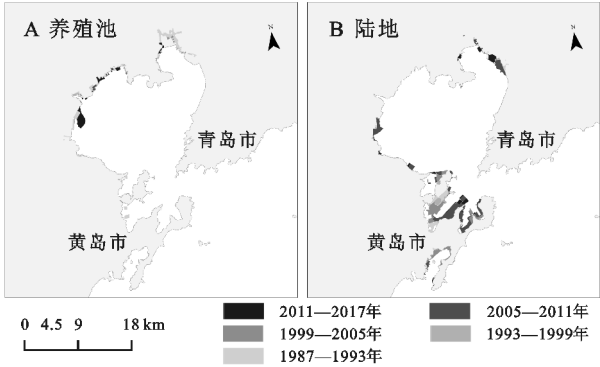 A 养殖池
N
青岛市
黄岛市
B 陆地
N
青岛市
黄岛市
0 4.5 9 18 km
2011—2017年
2005—2011年
1999—2005年
1993—1999年
1987—1993年